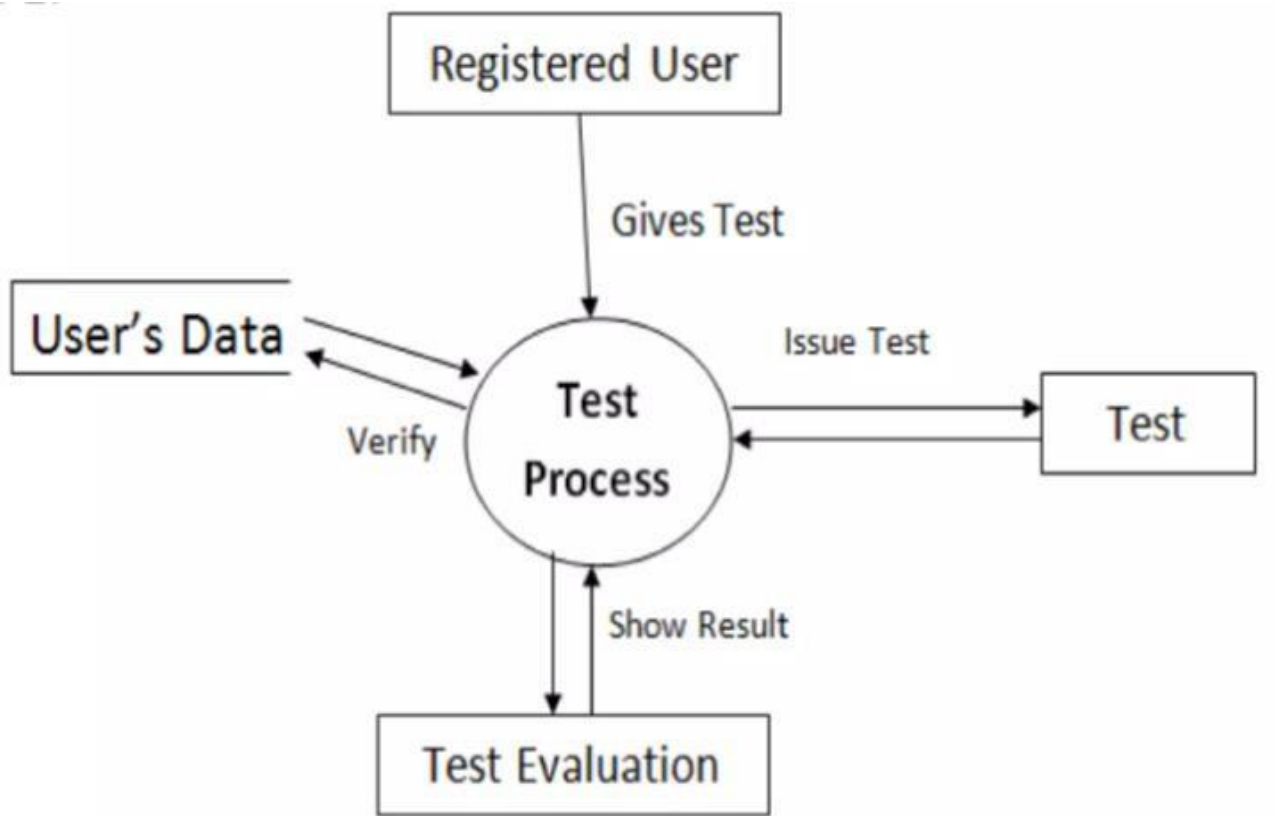 Registered User
Gives Test
User's Data
Issue Test
Test
Process
Test
Verify
Show Result
Test Evaluation